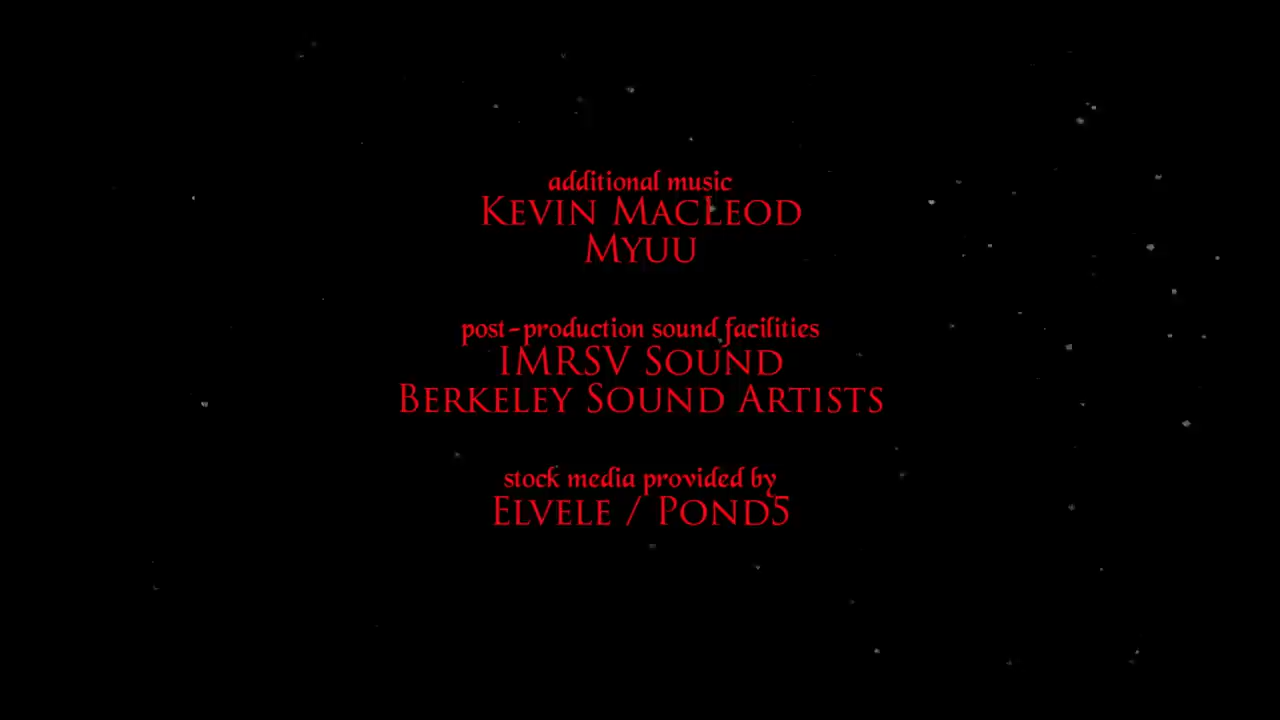 additional music
KEVIN MACLEOD
MYUU
post-production sound facilities
IMRSV SOUND
BERKELEY SOUND ARTISTS
stock media provided by
ELVELE / POND5